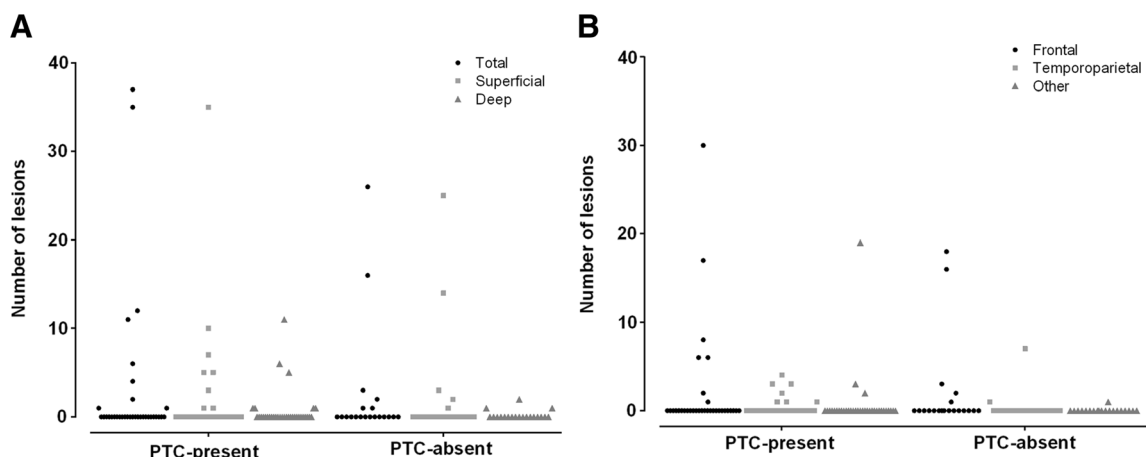 A
Number of lesions
40
30
20
10
0
Total
Superficial
Deep
PTC-present
PTC-absent
B
Number of lesions
40
30
20
10
0
Frontal
Temporoparietal
Other
PTC-present
PTC-absent